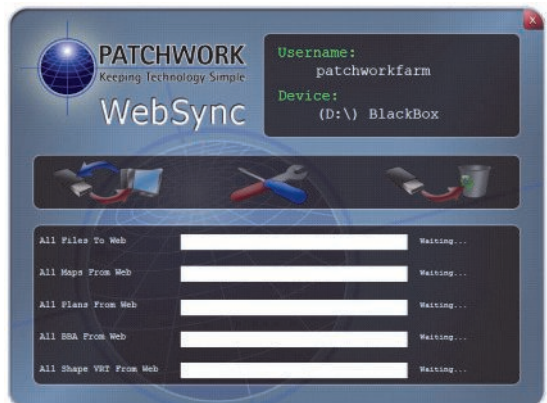 X
PATCHWORK
Keeping Technology Simple
WebSync
Username:
patchworkfarm
Device:
(D:\) BlackBox
All Files To Web Waiting...
All Maps From Web Waiting...
All Plans From Web Waiting...
All BBA From Web Waiting...
All Shape VRT From Web Waiting...